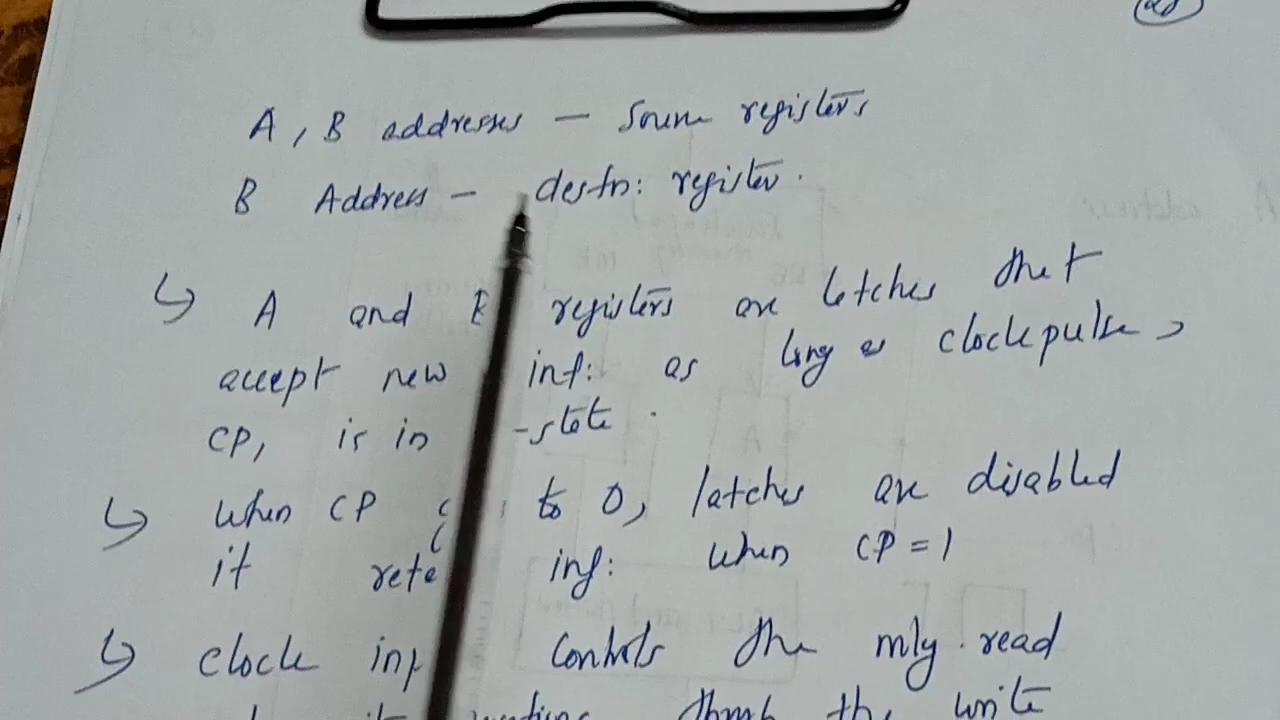 A, B addresses — Source registers
B Address — destn: register.
↳ A and B registers are latches that
accept new inf: as long as clockpulse,
CP, is in -state.
↳ when CP to 0, latches are disabled
it inf: when CP = 1
↳ clock controls the mly. read
the write